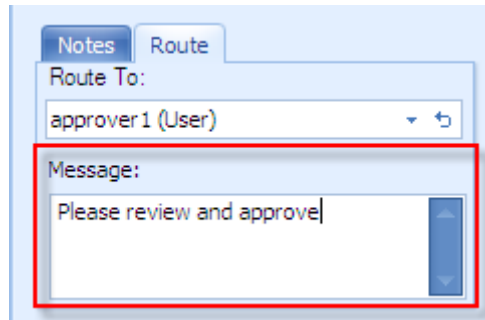 Notes Route
Route To:
approver1 (User)
Message:
Please review and approve